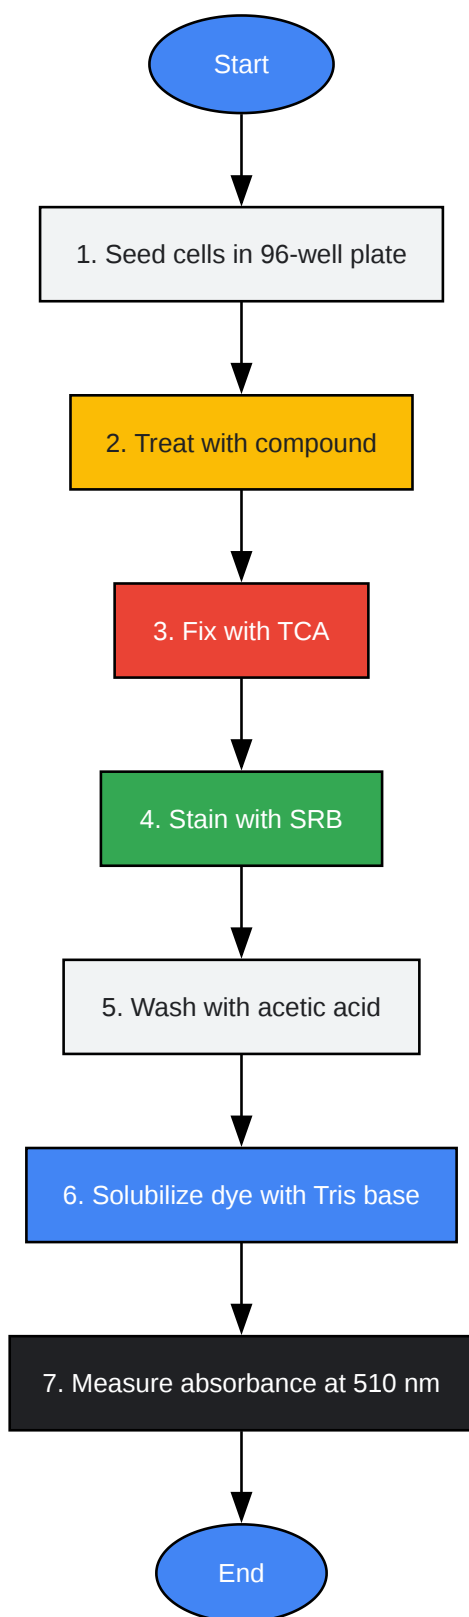 Start
1. Seed cells in 96-well plate
2. Treat with compound
3. Fix with TCA
4. Stain with SRB
5. Wash with acetic acid
6. Solubilize dye with Tris base
7. Measure absorbance at 510 nm
End